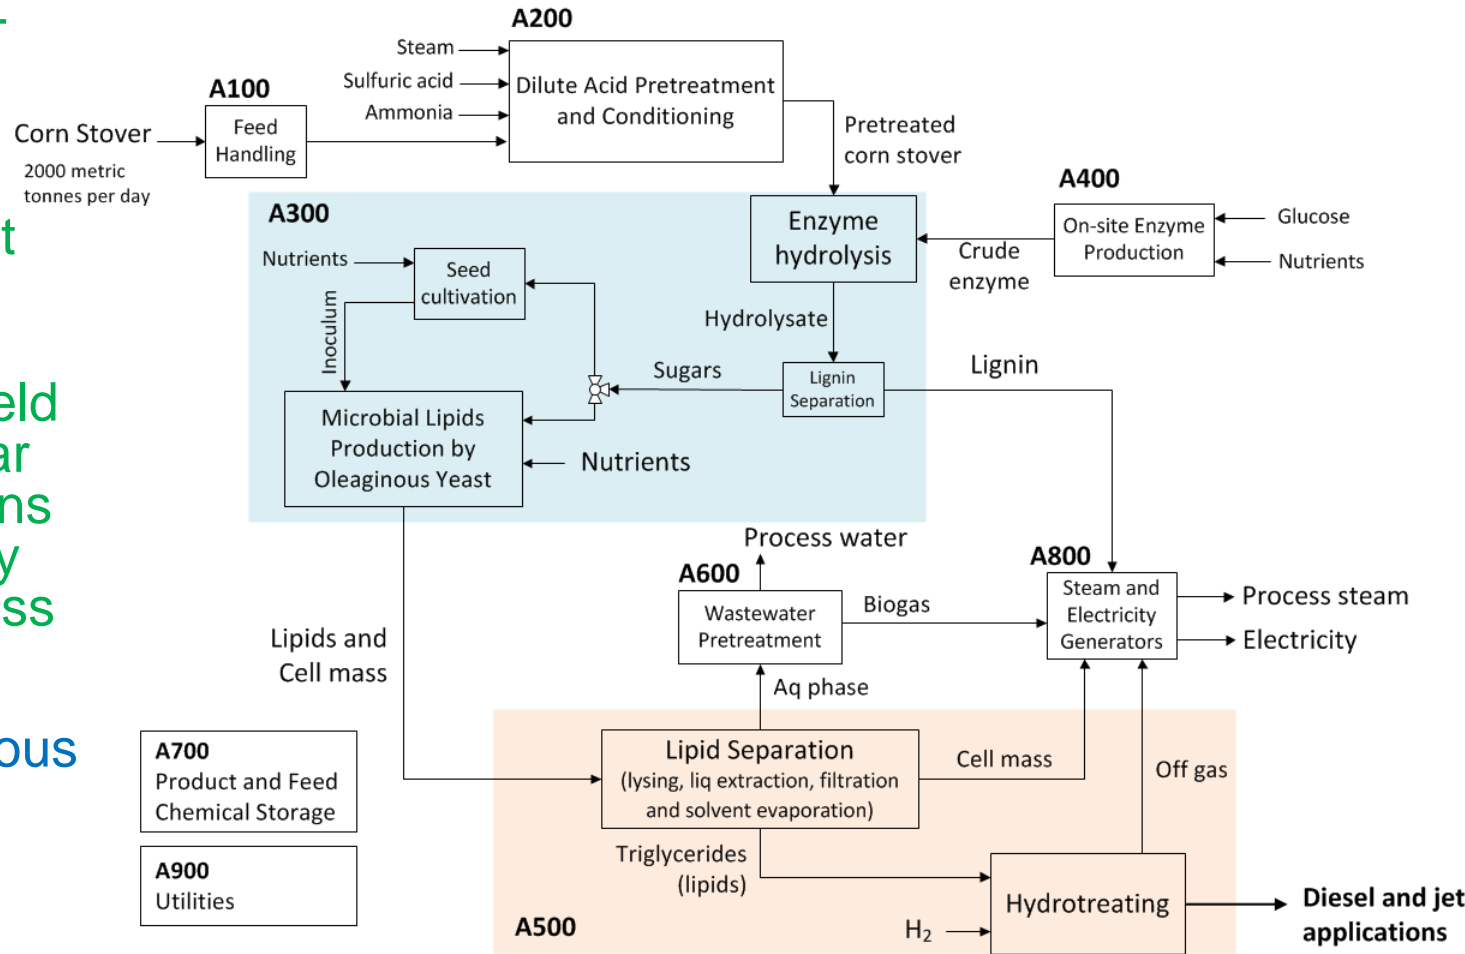 A200
Steam
Sulfuric acid
Ammonia
Dilute Acid Pretreatment
and Conditioning
A100
Feed
Handling
Corn Stover
2000 metric
tonnes per day
Pretreated
corn stover
A400
On-site Enzyme
Production
Glucose
Nutrients
Crude
enzyme
A300
Enzyme
hydrolysis
Nutrients
Seed
cultivation
Inoculum
Hydrolysate
Sugars
Lignin
Separation
Lignin
Microbial Lipids
Production by
Oleaginous Yeast
Nutrients
t
eld
ar
ns
y
ss
ous
Process water
A600
Wastewater
Pretreatment
Biogas
A800
Steam and
Electricity
Generators
Process steam
Electricity
Lipids and
Cell mass
Aq phase
A700
Product and Feed
Chemical Storage
A900
Utilities
Lipid Separation
(lysing, liq extraction, filtration
and solvent evaporation)
Cell mass
Off gas
Triglycerides
(lipids)
Hydrotreating
H₂
A500
Diesel and jet
applications